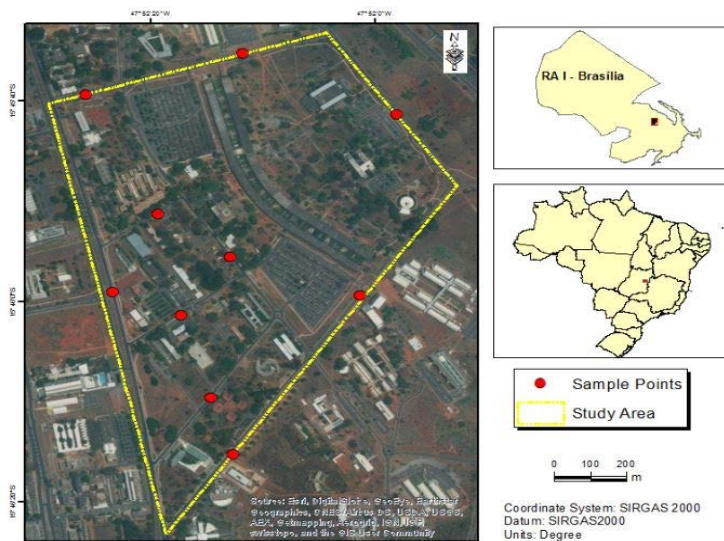 47°52'20"W
47°52'0"W
N
RA I - Brasília
Sample Points
Study Area
0 100 200
m
Source: Esri, DigitalGlobe, GeoEye, Earthstar
Geographics, CNES/Airbus DS, USDA, USGS,
AEX, Getmapping, Aerogrid, IGN, IGP,
swisstopo, and the GIS User Community
Coordinate System: SIRGAS 2000
Datum: SIRGAS2000
Units: Degree